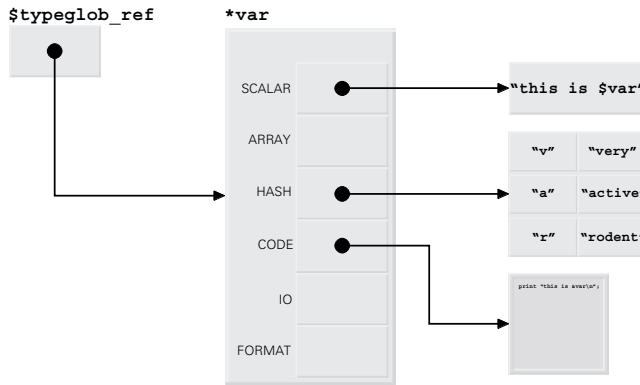 $typeglob_ref
*var
SCALAR
"this is $var"
ARRAY
"v" "very"
HASH
"a" "active
"r" "rodent
CODE
print "this is avar\n";
IO
FORMAT